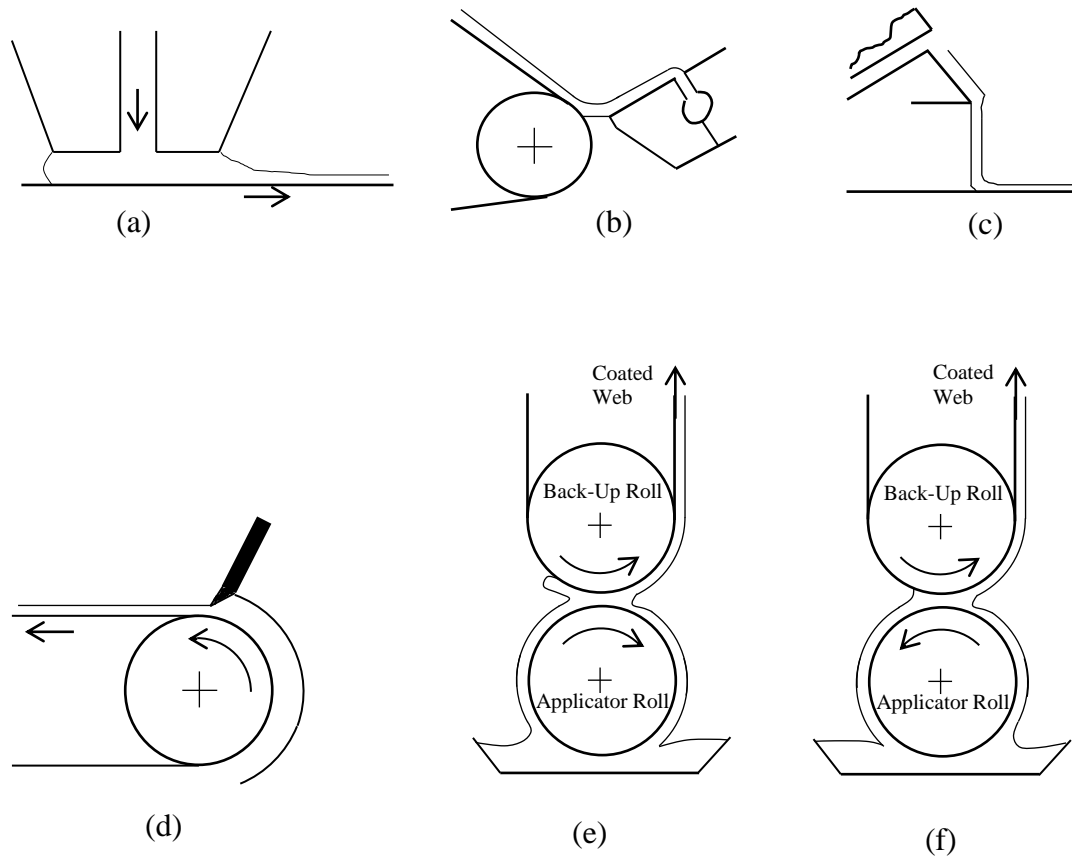 (a)
(b)
(c)
Coated
Web
Back-Up Roll
Applicator Roll
Coated
Web
Back-Up Roll
Applicator Roll
(d)
(e)
(f)